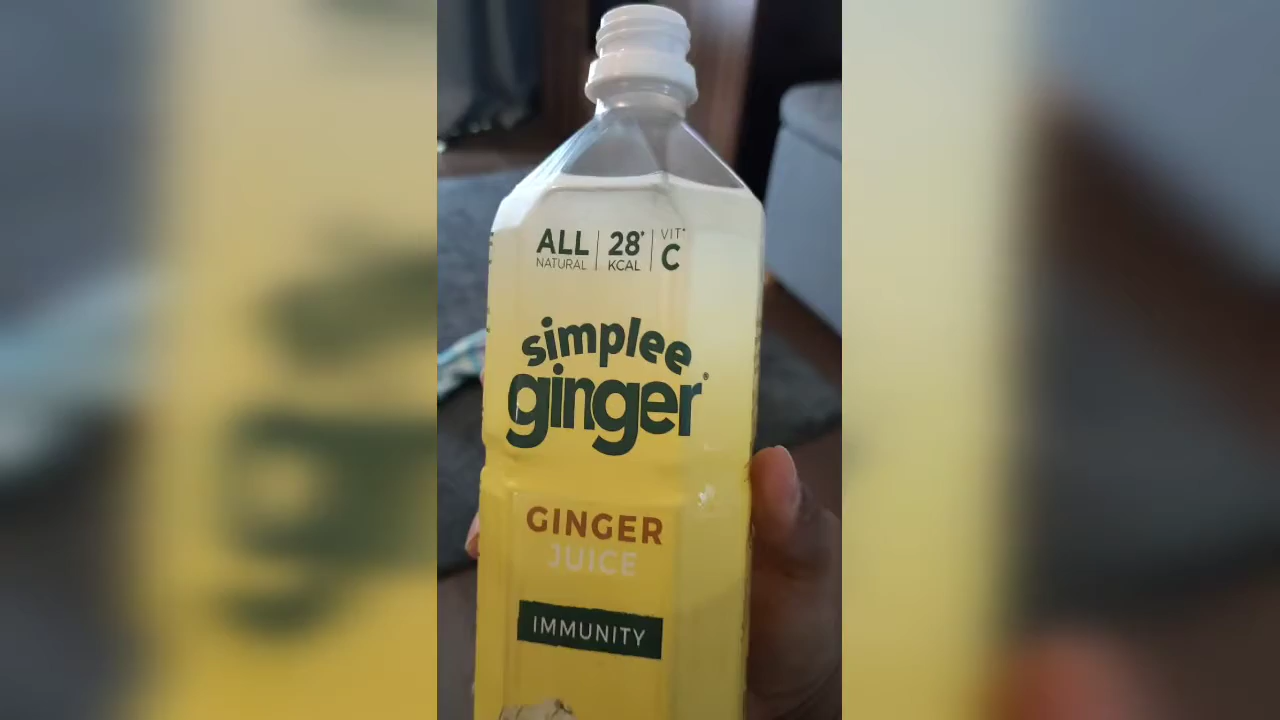 ALL NATURAL | 28* KCAL | VIT* C
simplee
ginger®
GINGER
JUICE
IMMUNITY